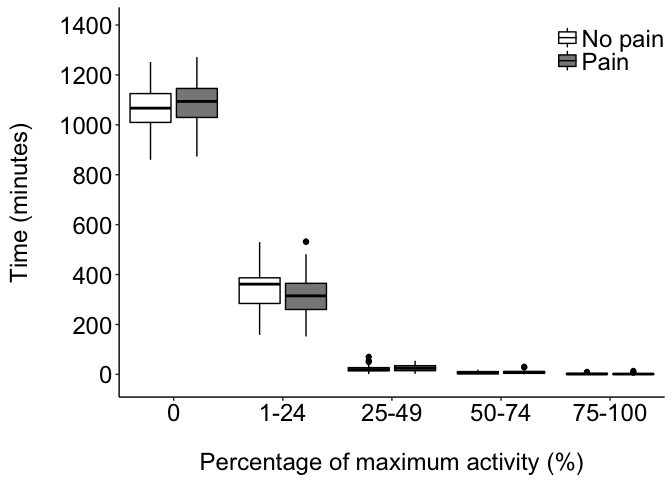 1400
1200
1000
800
600
400
200
0
Time (minutes)
No pain
Pain
0 1-24 25-49 50-74 75-100
Percentage of maximum activity (%)